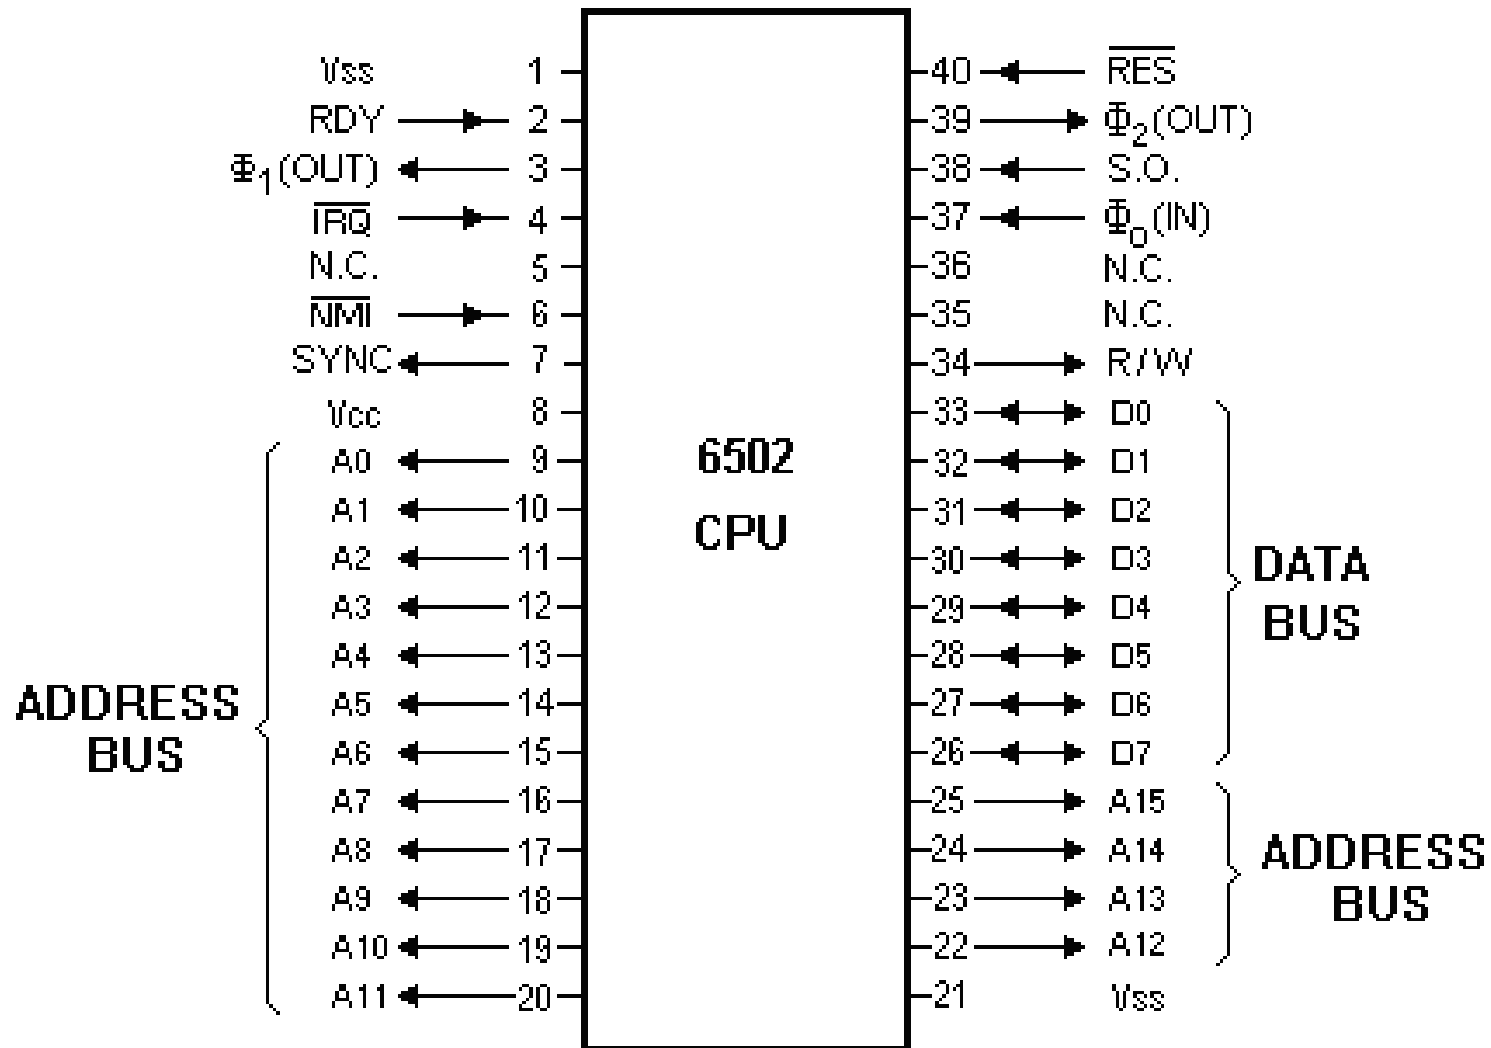 Vss 1 40 RES
RDY 2 39 Φ2(OUT)
Φ1(OUT) 3 38 S.O.
IRQ 4 37 Φ0(IN)
N.C. 5 36 N.C.
NMI 6 35 N.C.
SYNC 7 34 R/W
Vcc 8 33 D0
A0 9 32 D1
A1 10 31 D2
A2 11 30 D3
A3 12 29 D4
A4 13 28 D5
A5 14 27 D6
A6 15 26 D7
A7 16 25 A15
A8 17 24 A14
A9 18 23 A13
A10 19 22 A12
A11 20 21 Vss
6502
CPU
ADDRESS
BUS
DATA
BUS
ADDRESS
BUS